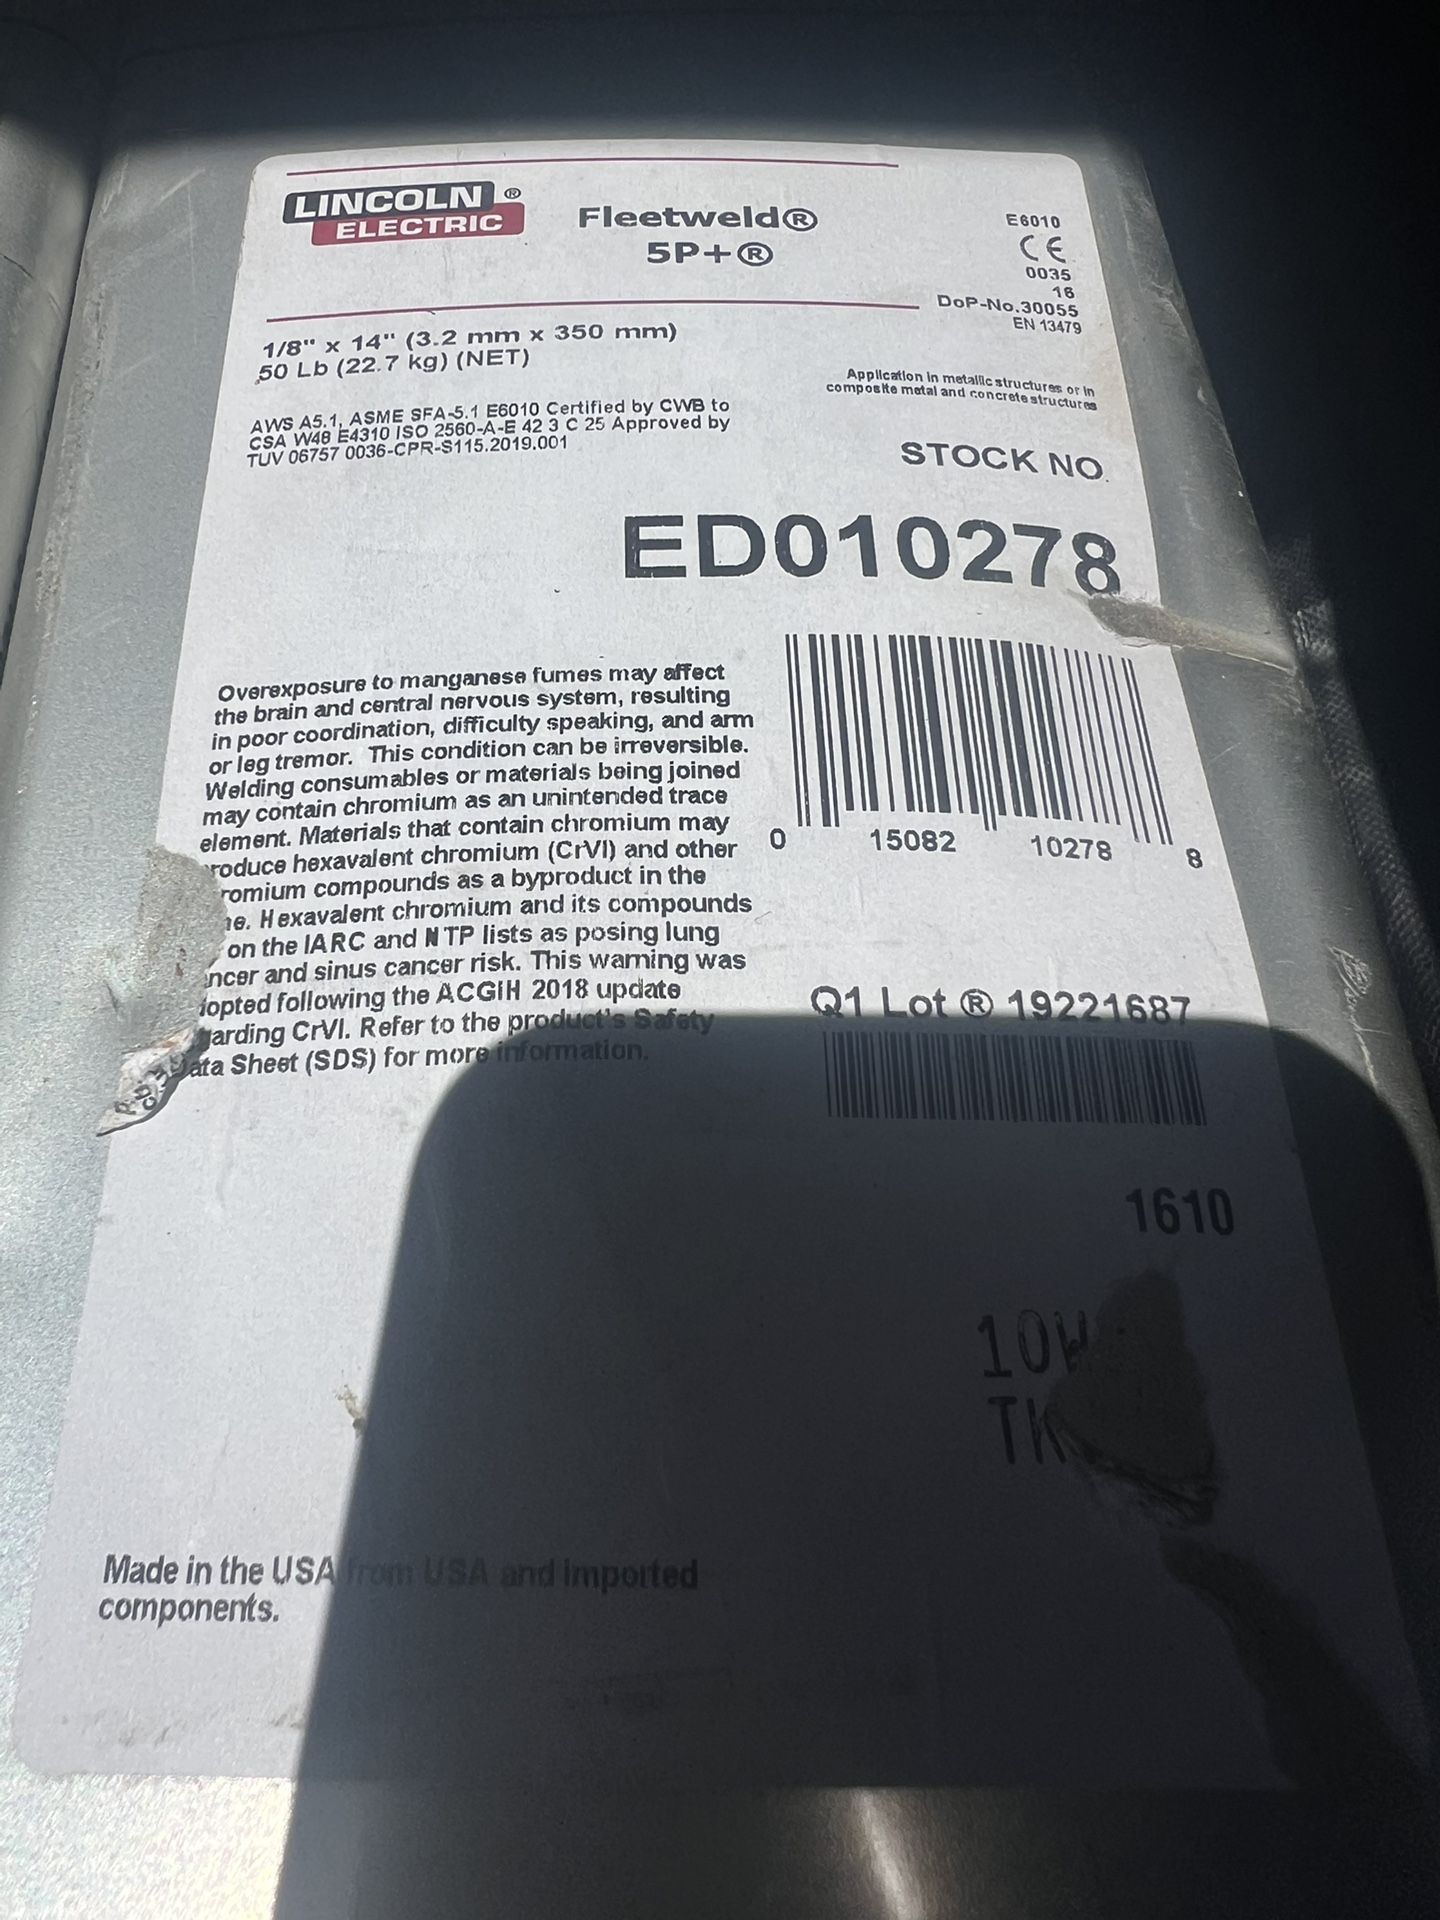 LINCOLN ®
ELECTRIC
Fleetweld®
5P+®
E6010
CE
0035
16
DoP-No.30055
EN 13479
1/8" x 14" (3.2 mm x 350 mm)
50 Lb (22.7 kg) (NET)
Application in metallic structures or in
composite metal and concrete structures
AWS A5.1, ASME SFA-5.1 E6010 Certified by CWB to
CSA W48 E4310 ISO 2560-A-E 42 3 C 25 Approved by
TUV 06757 0036-CPR-S115.2019.001
STOCK NO.
ED010278
Overexposure to manganese fumes may affect
the brain and central nervous system, resulting
in poor coordination, difficulty speaking, and arm
or leg tremor. This condition can be irreversible.
Welding consumables or materials being joined
may contain chromium as an unintended trace
element. Materials that contain chromium may
roduce hexavalent chromium (CrVI) and other
romium compounds as a byproduct in the
e. Hexavalent chromium and its compounds
on the IARC and NTP lists as posing lung
ncer and sinus cancer risk. This warning was
opted following the ACGIH 2018 update
arding CrVI. Refer to the product's Safety
ata Sheet (SDS) for more information.
0 15082 10278 8
Q1 Lot ® 19221687
1610
10W
TK
Made in the USA from USA and imported
components.